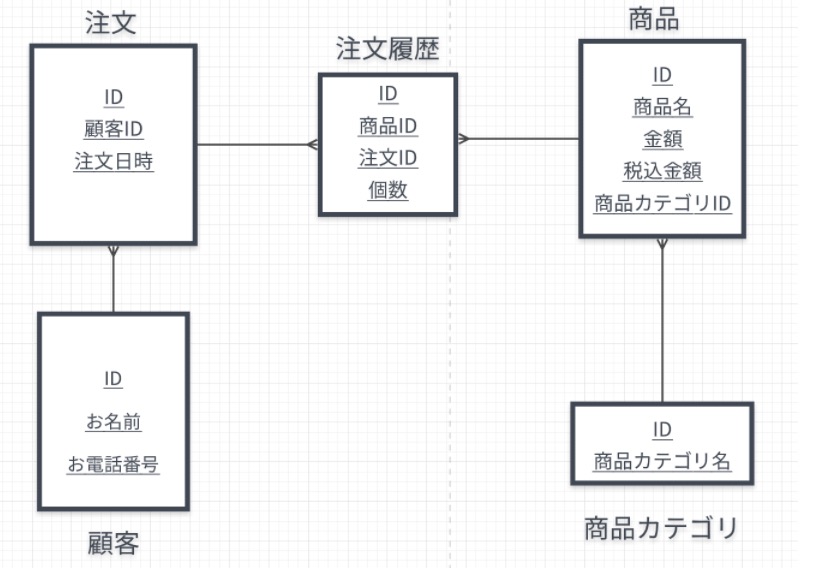 注文
ID
顧客ID
注文日時
注文履歴
ID
商品ID
注文ID
個数
商品
ID
商品名
金額
税込金額
商品カテゴリID
ID
お名前
お電話番号
顧客
ID
商品カテゴリ名
商品カテゴリ